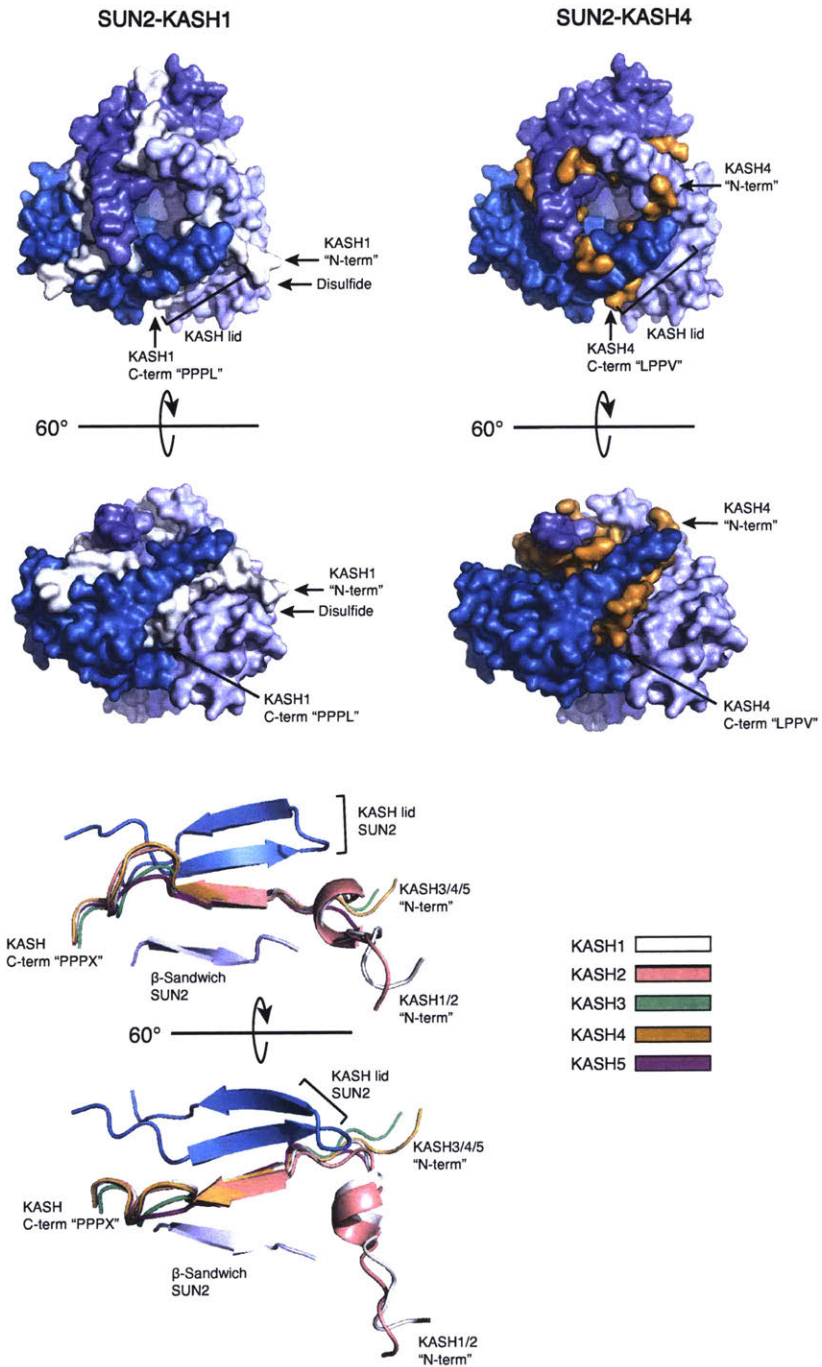 SUN2-KASH1
SUN2-KASH4
KASH4
"N-term"
KASH1
"N-term"
Disulfide
KASH lid
KASH1
C-term "PPPL"
KASH lid
KASH4
C-term "LPPV"
60°
60°
KASH4
"N-term"
KASH1
"N-term"
Disulfide
KASH1
C-term "PPPL"
KASH4
C-term "LPPV"
KASH lid
SUN2
KASH3/4/5
"N-term"
KASH
C-term "PPPX"
β-Sandwich
SUN2
KASH1/2
"N-term"
KASH1
KASH2
KASH3
KASH4
KASH5
60°
KASH lid
SUN2
KASH3/4/5
"N-term"
KASH
C-term "PPPX"
β-Sandwich
SUN2
KASH1/2
"N-term"